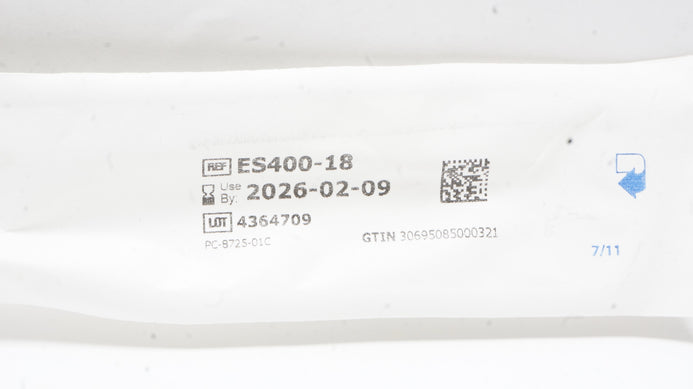 REF ES400-18
Use By: 2026-02-09
LOT 4364709
PC-8725-01C
GTIN 30695085000321
7/11